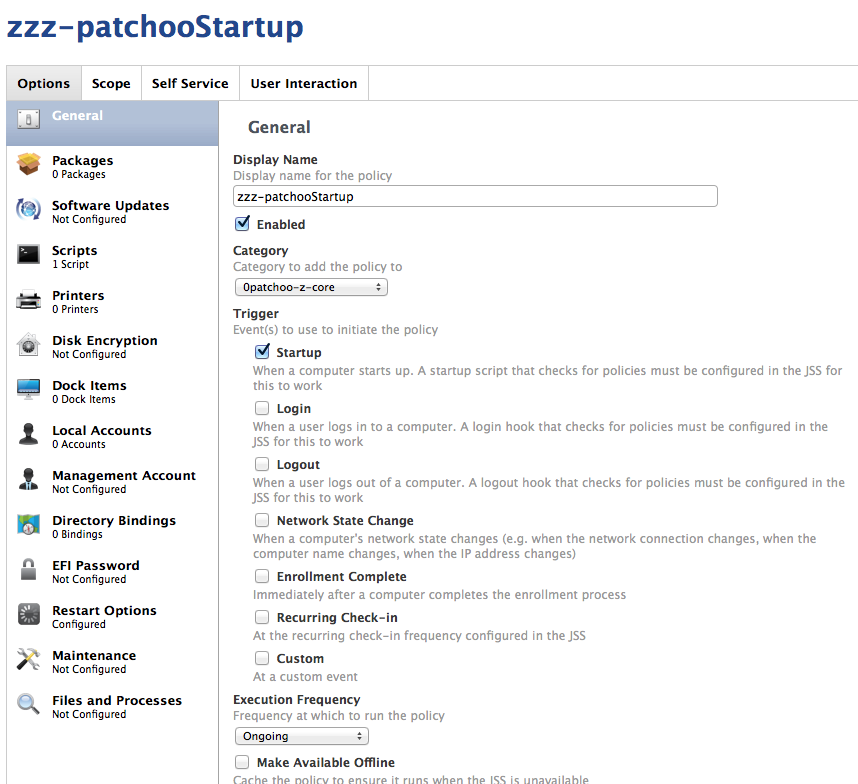 zzz-patchooStartup
Options
Scope
Self Service
User Interaction
General
Packages
0 Packages
Software Updates
Not Configured
Scripts
1 Script
Printers
0 Printers
Disk Encryption
Not Configured
Dock Items
0 Dock Items
Local Accounts
0 Accounts
Management Account
Not Configured
Directory Bindings
0 Bindings
EFI Password
Not Configured
Restart Options
Configured
Maintenance
Not Configured
Files and Processes
Not Configured
General
Display Name
Display name for the policy
zzz-patchooStartup
Enabled
Category
Category to add the policy to
0patchoo-z-core
Trigger
Event(s) to use to initiate the policy
Startup
When a computer starts up. A startup script that checks for policies must be configured in the JSS for
this to work
Login
When a user logs in to a computer. A login hook that checks for policies must be configured in the
JSS for this to work
Logout
When a user logs out of a computer. A logout hook that checks for policies must be configured in the
JSS for this to work
Network State Change
When a computer's network state changes (e.g. when the network connection changes, when the
computer name changes, when the IP address changes)
Enrollment Complete
Immediately after a computer completes the enrollment process
Recurring Check-in
At the recurring check-in frequency configured in the JSS
Custom
At a custom event
Execution Frequency
Frequency at which to run the policy
Ongoing
Make Available Offline
Cache the policy to ensure it runs when the JSS is unavailable